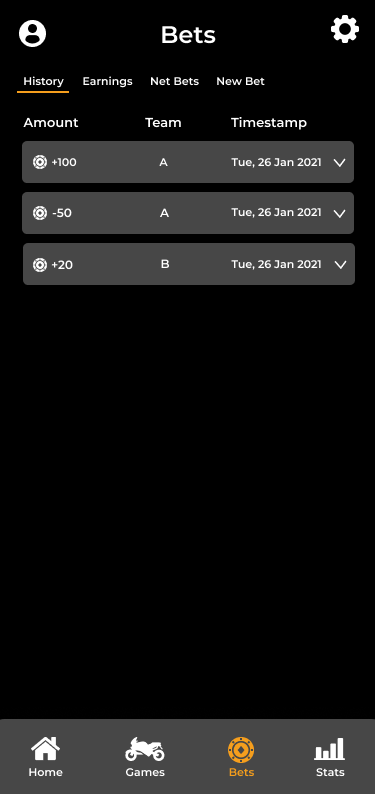 Bets
History Earnings Net Bets New Bet
Amount Team Timestamp
+100 A Tue, 26 Jan 2021
-50 A Tue, 26 Jan 2021
+20 B Tue, 26 Jan 2021
Home Games Bets Stats